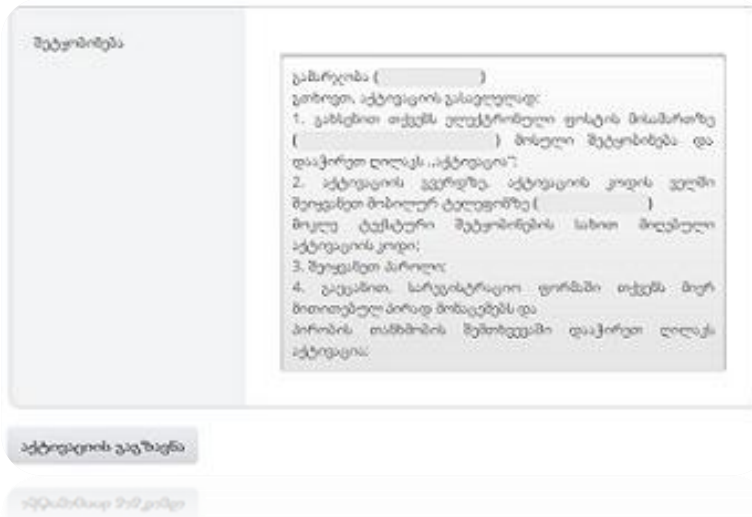 შეტყობინება
გამარჯობა ( )
გთხოვთ, აქტივაციის გასავლელად:
1. გახსენით თქვენს ელექტრონული ფოსტის მისამართზე
( ) მოსული შეტყობინება და
დააჭირეთ ღილაკს ,,აქტივაცია";
2. აქტივაციის გვერდზე, აქტივაციის კოდის ველში
შეიყვანეთ მობილურ ტელეფონზე ( )
მოკლე ტექსტური შეტყობინების სახით მიღებული
აქტივაციის კოდი;
3. შეიყვანეთ პაროლი;
4. გაეცანით, სარეგისტრაციო ფორმაში თქვენს მიერ
მითითებულ პირად მონაცემებს და
პირობის თანხმობის შემთხვევაში დააჭირეთ ღილაკს
აქტივაცია;
აქტივაციის გაგზავნა